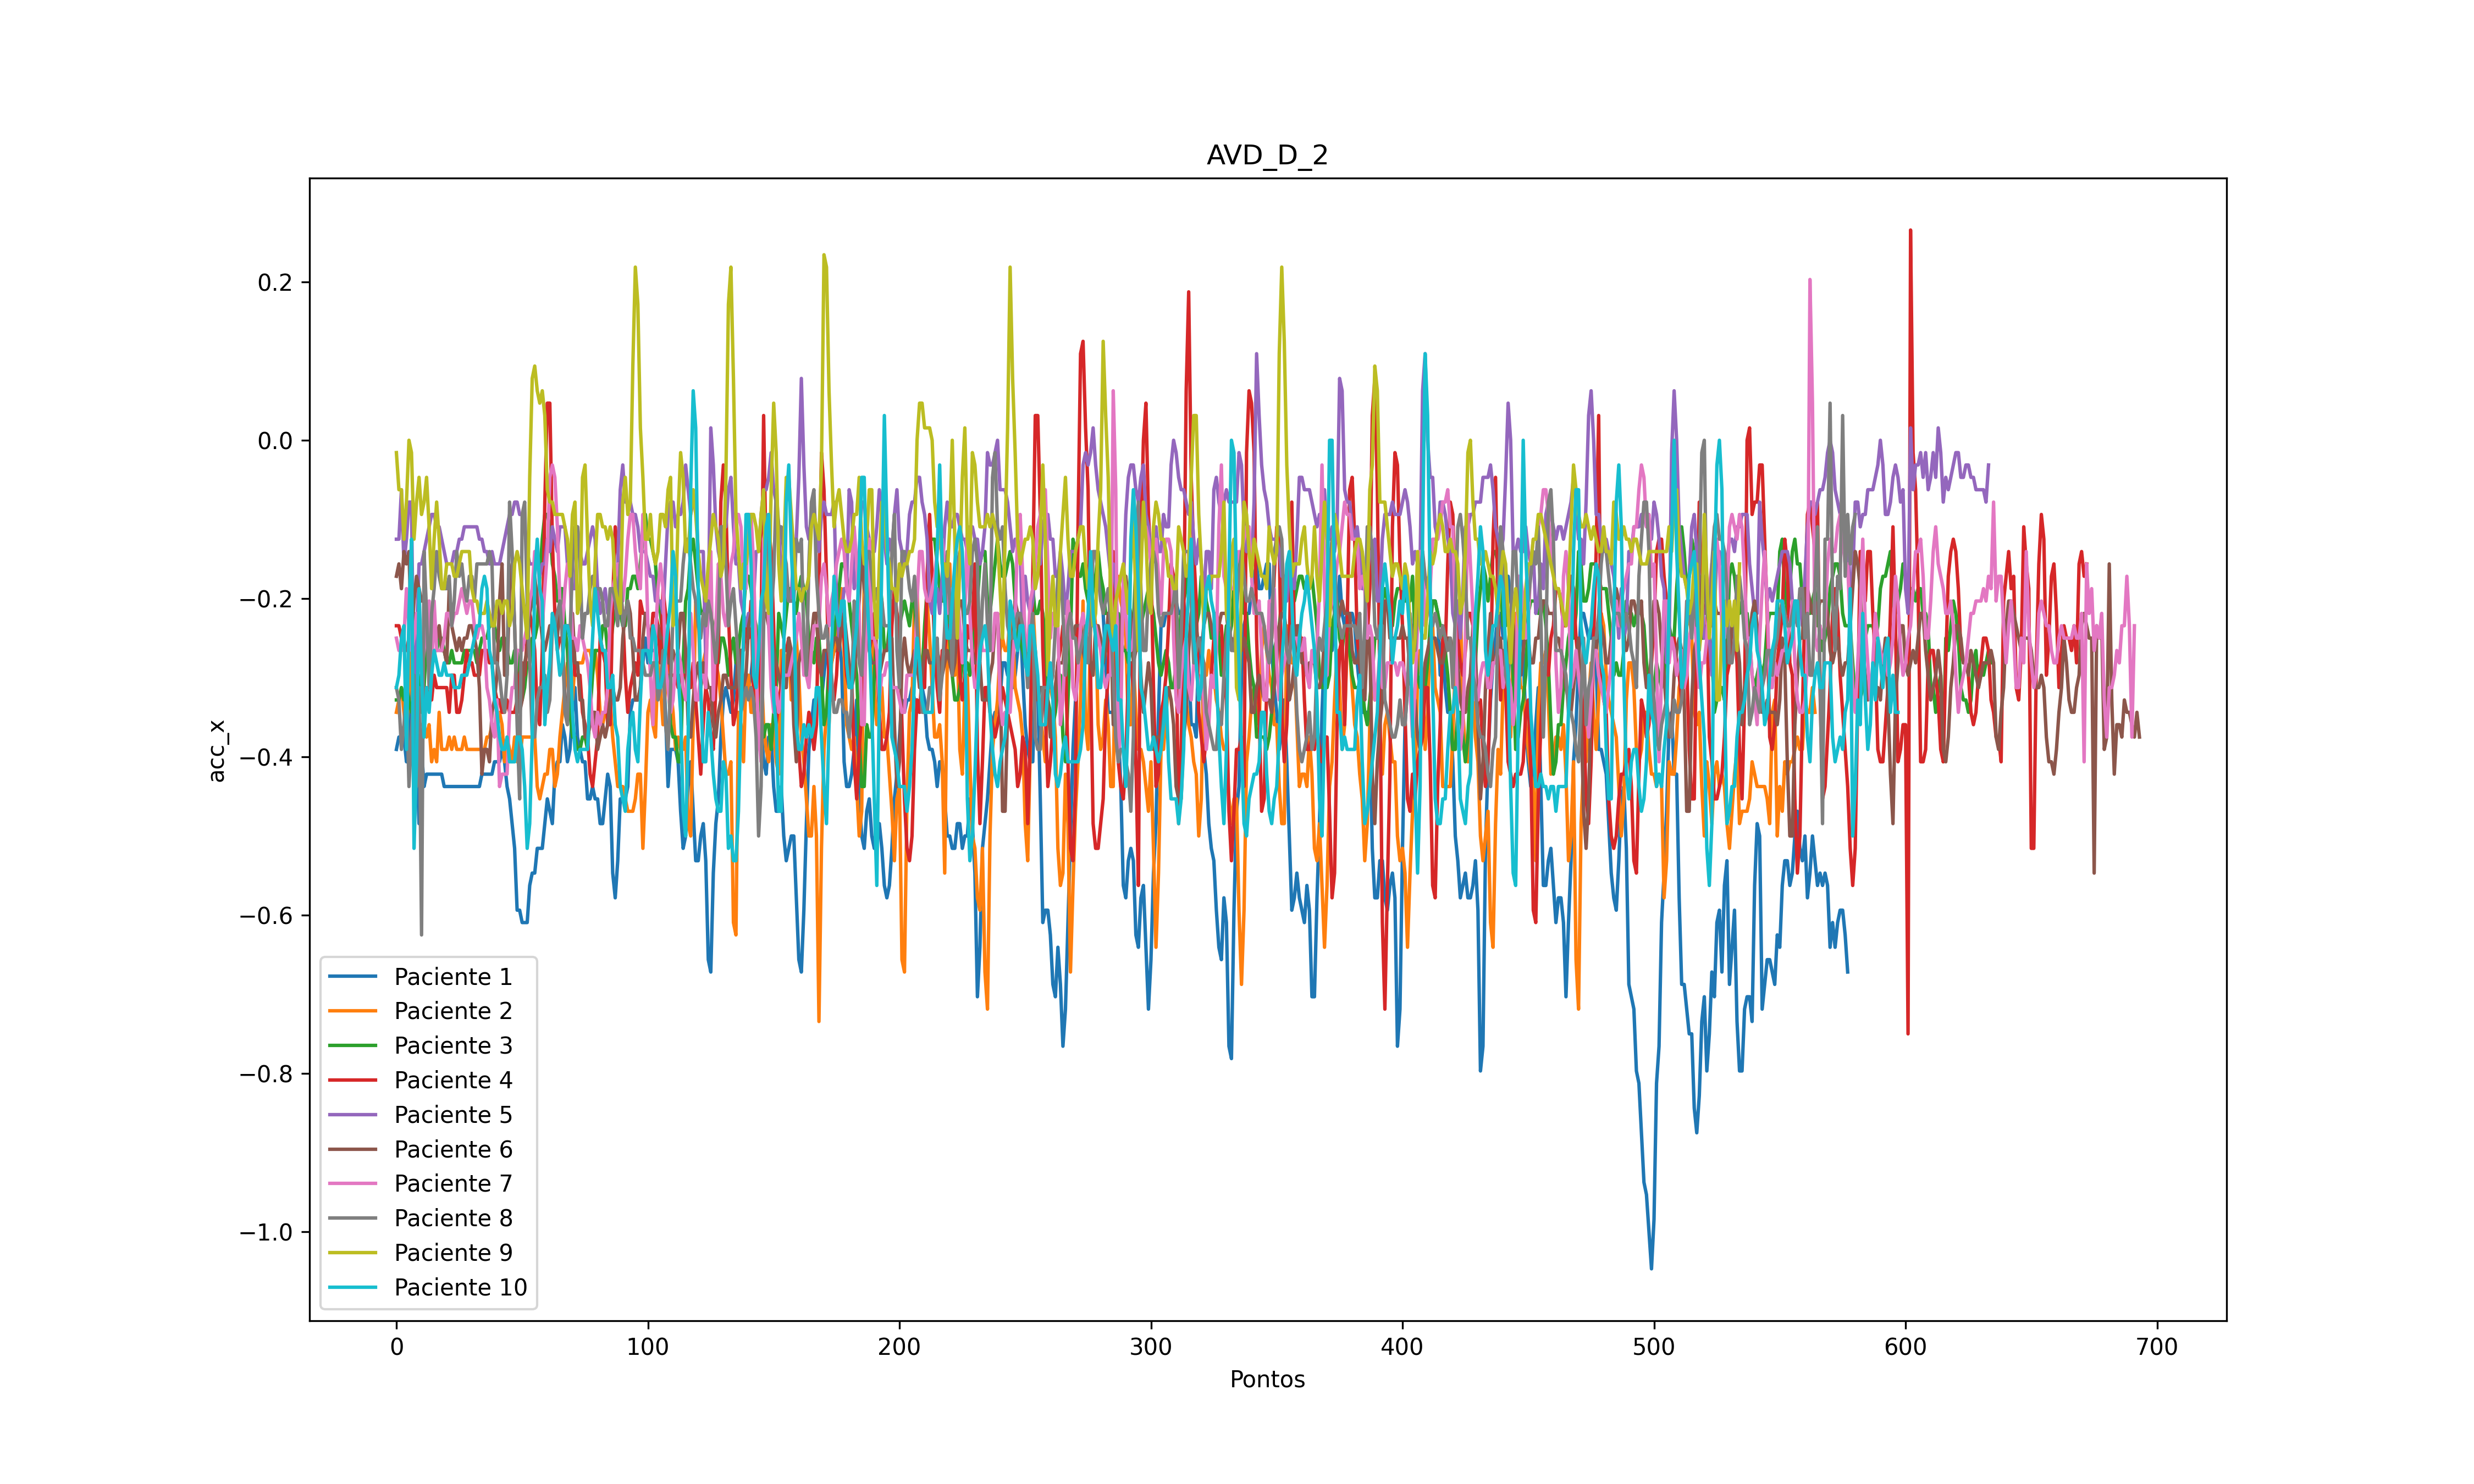 AVD_D_2
acc_x
0.2
0.0
−0.2
−0.4
−0.6
−0.8
−1.0
Paciente 1
Paciente 2
Paciente 3
Paciente 4
Paciente 5
Paciente 6
Paciente 7
Paciente 8
Paciente 9
Paciente 10
0 100 200 300 400 500 600 700
Pontos